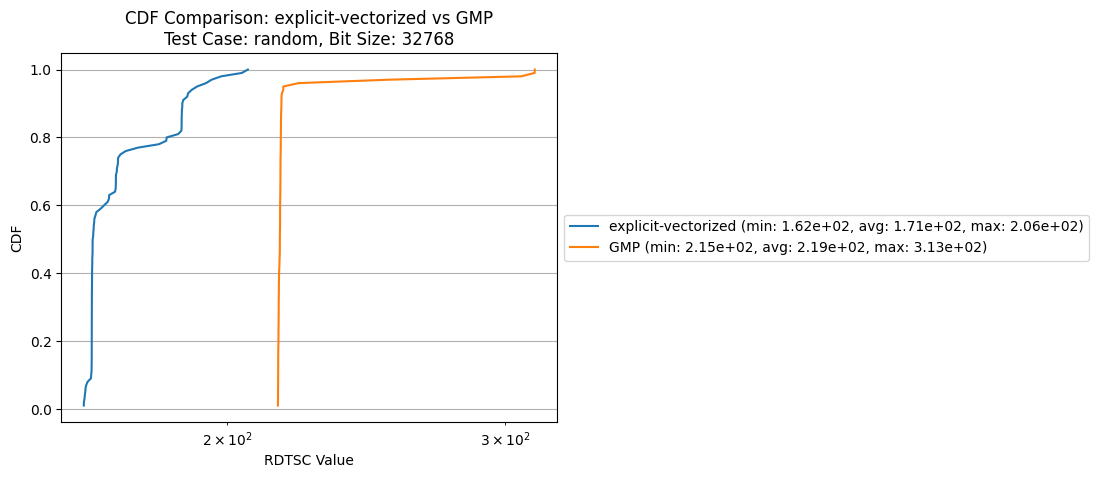 CDF Comparison: explicit-vectorized vs GMP
Test Case: random, Bit Size: 32768
1.0
0.8
0.6
0.4
0.2
0.0
CDF
2 × 10²
3 × 10²
RDTSC Value
explicit-vectorized (min: 1.62e+02, avg: 1.71e+02, max: 2.06e+02)
GMP (min: 2.15e+02, avg: 2.19e+02, max: 3.13e+02)